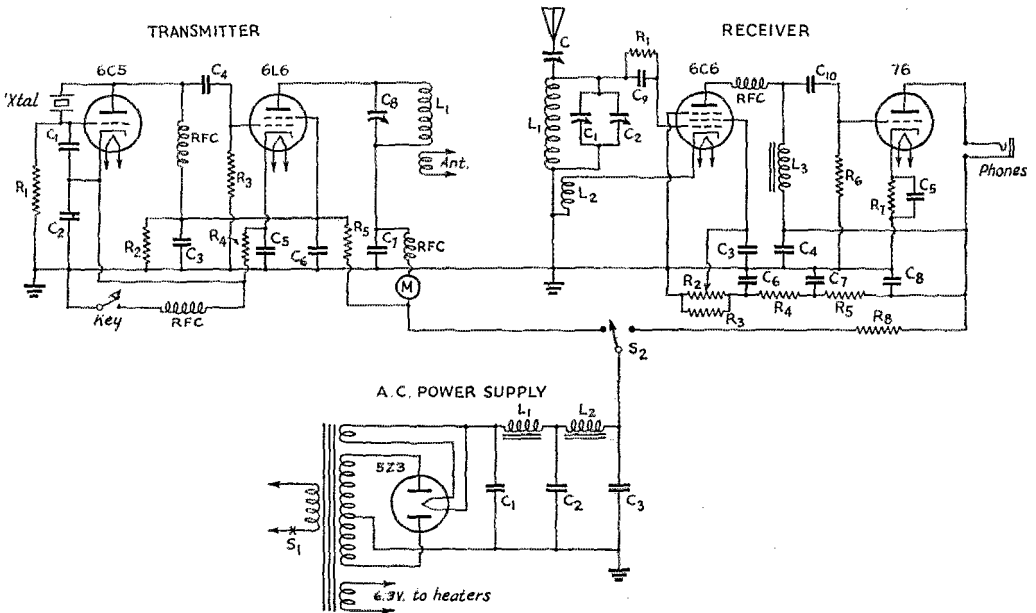 TRANSMITTER
RECEIVER
6C5
C4
6L6
'Xtal
C1
RFC
R1
C2
R3
C8
L1
Ant.
R2
C3
R4
C5
C6
R5
C7
RFC
M
Key
RFC
C
R1
C9
6C6
RFC
C10
76
L1
C1
C2
L2
L3
R6
R7
C5
Phones
C3
C4
R2
C6
C7
C8
R3
R4
R5
R8
S2
A.C. POWER SUPPLY
L1
L2
5Z3
C1
C2
C3
S1
6.3V. to heaters